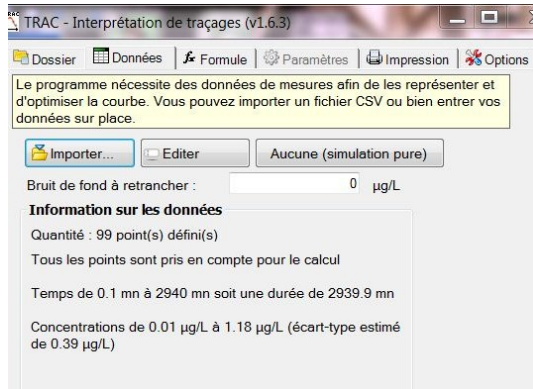 TRAC - Interprétation de traçages (v1.6.3)
Dossier Données fx Formule Paramètres Impression Options
Le programme nécessite des données de mesures afin de les représenter et
d'optimiser la courbe. Vous pouvez importer un fichier CSV ou bien entrer vos
données sur place.
Importer... Editer Aucune (simulation pure)
Bruit de fond à retrancher : 0 µg/L
Information sur les données
Quantité : 99 point(s) défini(s)
Tous les points sont pris en compte pour le calcul
Temps de 0.1 mn à 2940 mn soit une durée de 2939.9 mn
Concentrations de 0.01 µg/L à 1.18 µg/L (écart-type estimé
de 0.39 µg/L)